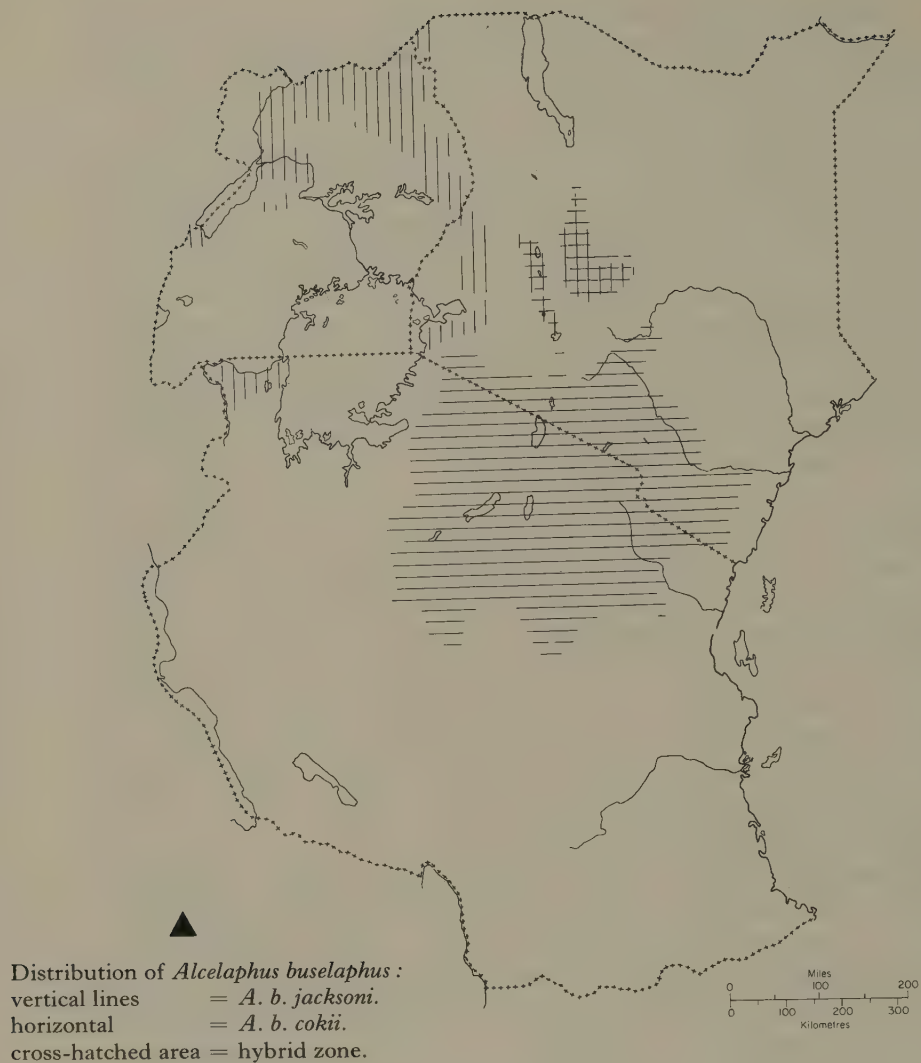 Distribution of Alcelaphus buselaphus :
vertical lines = A. b. jacksoni.
horizontal = A. b. cokii.
cross-hatched area = hybrid zone.
Miles
0 100 200
0 100 200 300
Kilometres